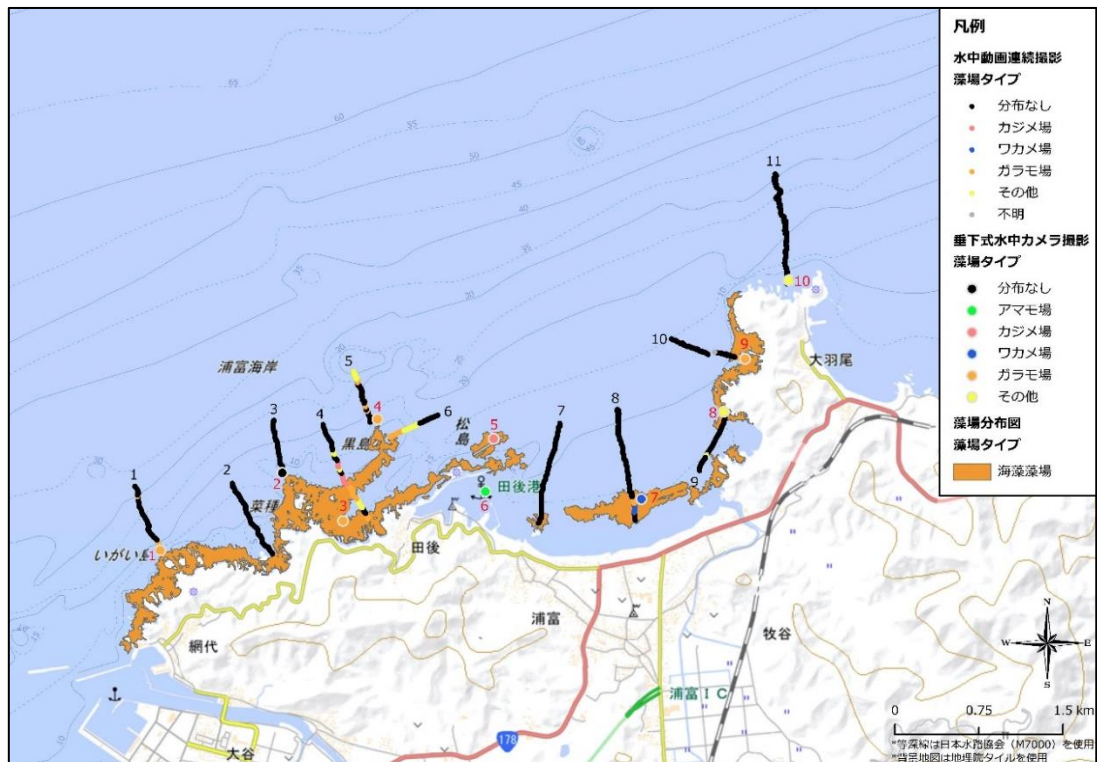 凡例
水中動画連続撮影
藻場タイプ
分布なし
カジメ場
ワカメ場
ガラモ場
その他
不明
垂下式水中カメラ撮影
藻場タイプ
分布なし
アマモ場
カジメ場
ワカメ場
ガラモ場
その他
藻場分布図
藻場タイプ
海藻藻場
11
10
10
9
大羽尾
浦富海岸
5
4
6
3
4
黒島
松島
5
7
8
8
9
1
2
2
菜種
3
田後港
6
7
いがい島
1
田後
網代
浦富
牧谷
浦富IC
大谷
178
N
W
E
S
0 0.75 1.5 km
*等深線は日本水路協会（M7000）を使用
*背景地図は地理院タイルを使用